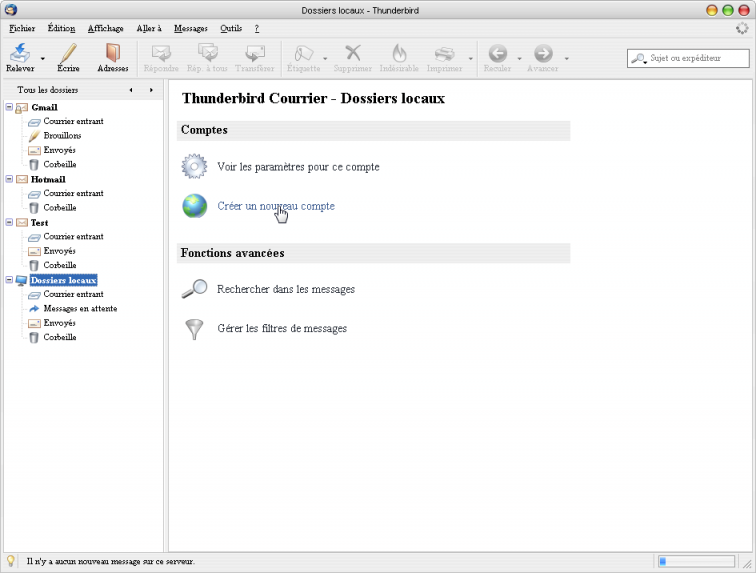 Dossiers locaux - Thunderbird
Fichier Édition Affichage Aller à Messages Outils ?
Relever Écrire Adresses Répondre Rép. à tous Transférer Étiquette Supprimer Indésirable Imprimer Reculer Avancer Sujet ou expéditeur
Tous les dossiers
Gmail
Courrier entrant
Brouillons
Envoyés
Corbeille
Hotmail
Courrier entrant
Corbeille
Test
Courrier entrant
Envoyés
Corbeille
Dossiers locaux
Courrier entrant
Messages en attente
Envoyés
Corbeille
Thunderbird Courrier - Dossiers locaux
Comptes
Voir les paramètres pour ce compte
Créer un nouveau compte
Fonctions avancées
Rechercher dans les messages
Gérer les filtres de messages
Il n'y a aucun nouveau message sur ce serveur.